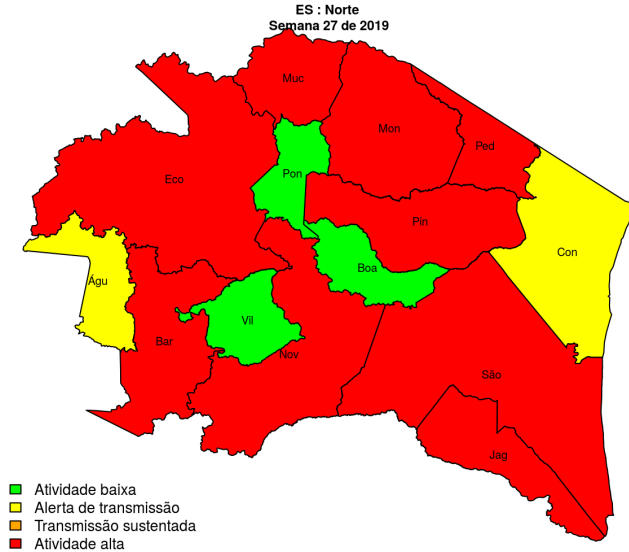 ES : Norte
Semana 27 de 2019
Muc
Mon
Ped
Pon
Eco
Pin
Con
Boa
Águ
Vil
Bar
Nov
São
Jag
Atividade baixa
Alerta de transmissão
Transmissão sustentada
Atividade alta